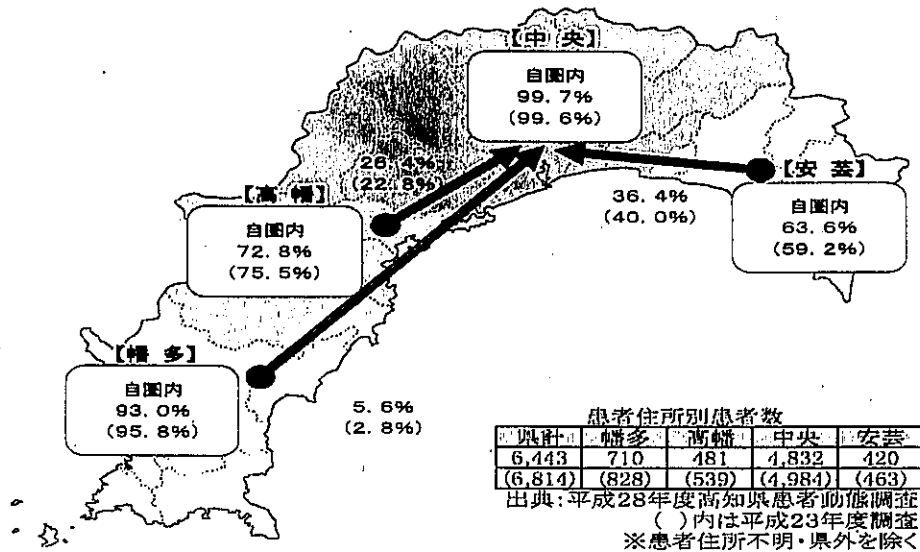 【中 央】
自圏内
99.7%
(99.6%)
26.4%
(22.8%)
【高 幡】
自圏内
72.8%
(75.5%)
【安 芸】
自圏内
63.6%
(59.2%)
36.4%
(40.0%)
【幡 多】
自圏内
93.0%
(95.8%)
5.6%
(2.8%)
患者住所別患者数
県計 幡多 高幡 中央 安芸
6,443 710 481 4,832 420
(6,814) (828) (539) (4,984) (463)
出典:平成28年度高知県患者動態調査
( )内は平成23年度調査
※患者住所不明・県外を除く